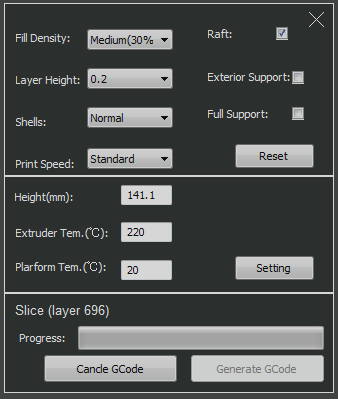 Fill Density: Medium(30% Raft:
Layer Height: 0.2 Exterior Support:
Shells: Normal Full Support:
Print Speed: Standard Reset
Height(mm): 141.1
Extruder Tem.(℃): 220
Plarform Tem.(℃): 20 Setting
Slice (layer 696)
Progress:
Cancle GCode Generate GCode